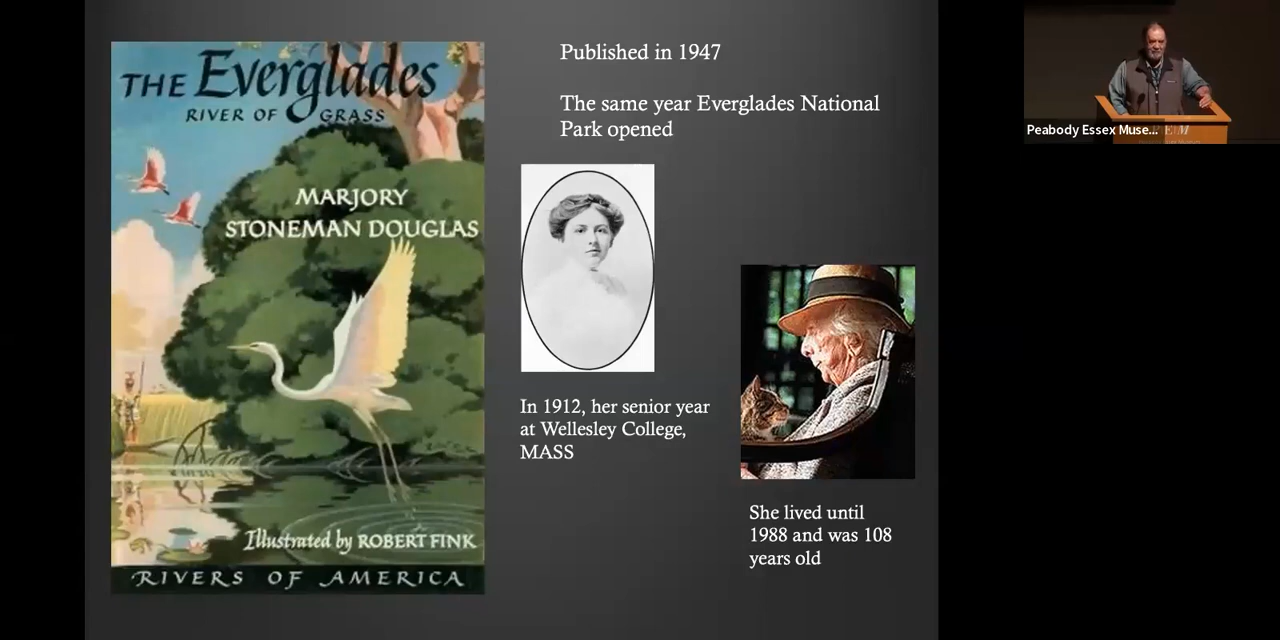 THE Everglades
RIVER OF GRASS
MARJORY
STONEMAN DOUGLAS
Illustrated by ROBERT FINK
RIVERS OF AMERICA
Published in 1947
The same year Everglades National
Park opened
In 1912, her senior year
at Wellesley College,
MASS
She lived until
1988 and was 108
years old
Peabody Essex Muse...